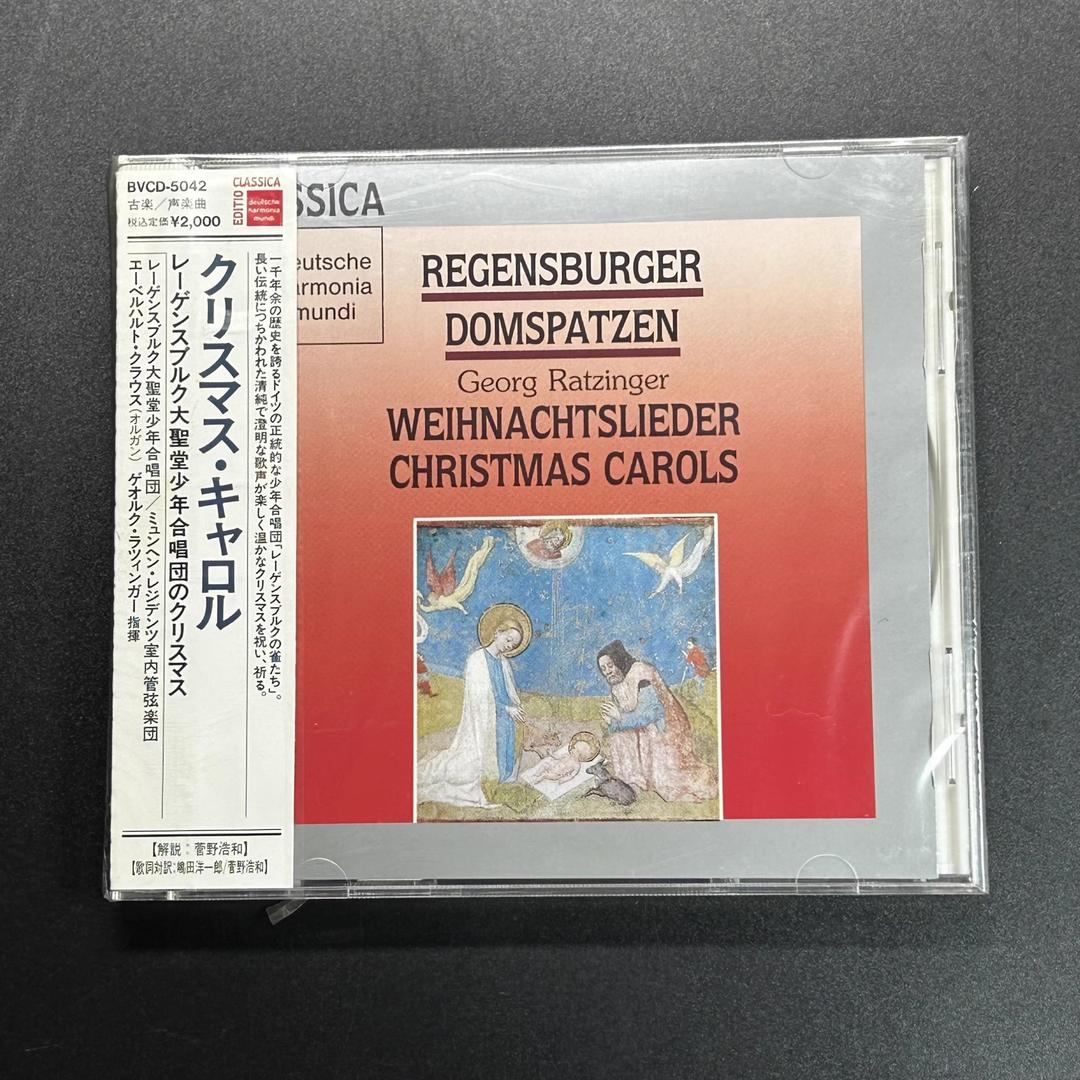 BVCD-5042
古楽／声楽曲
税込定価¥2,000
EDITIO CLASSICA
deutsche
harmonia
mundi
一千年余の歴史を誇るドイツの正統的な少年合唱団「レーゲンスブルクの雀たち」。
長い伝統につちかわれた清純で澄明な歌声が楽しく温かなクリスマスを祝い、祈る。
クリスマス・キャロル
レーゲンスブルク大聖堂少年合唱団のクリスマス
レーゲンスブルク大聖堂少年合唱団／ミュンヘン・レジデンツ室内管弦楽団
エーベルハルト・クラウス（オルガン） ゲオルク・ラツィンガー指揮
【解説：菅野浩和】
【歌詞対訳：嶋田洋一郎/菅野浩和】
SSICA
eutsche
armonia
mundi
REGENSBURGER
DOMSPATZEN
Georg Ratzinger
WEIHNACHTSLIEDER
CHRISTMAS CAROLS